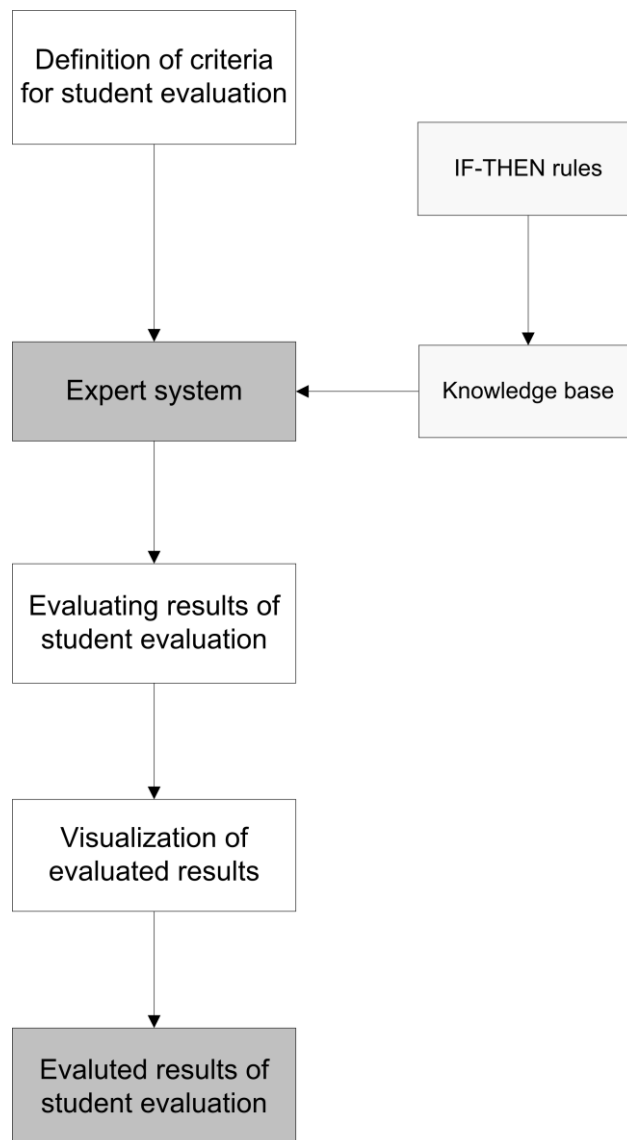 Definition of criteria
for student evaluation
IF-THEN rules
Expert system
Knowledge base
Evaluating results of
student evaluation
Visualization of
evaluated results
Evaluted results of
student evaluation